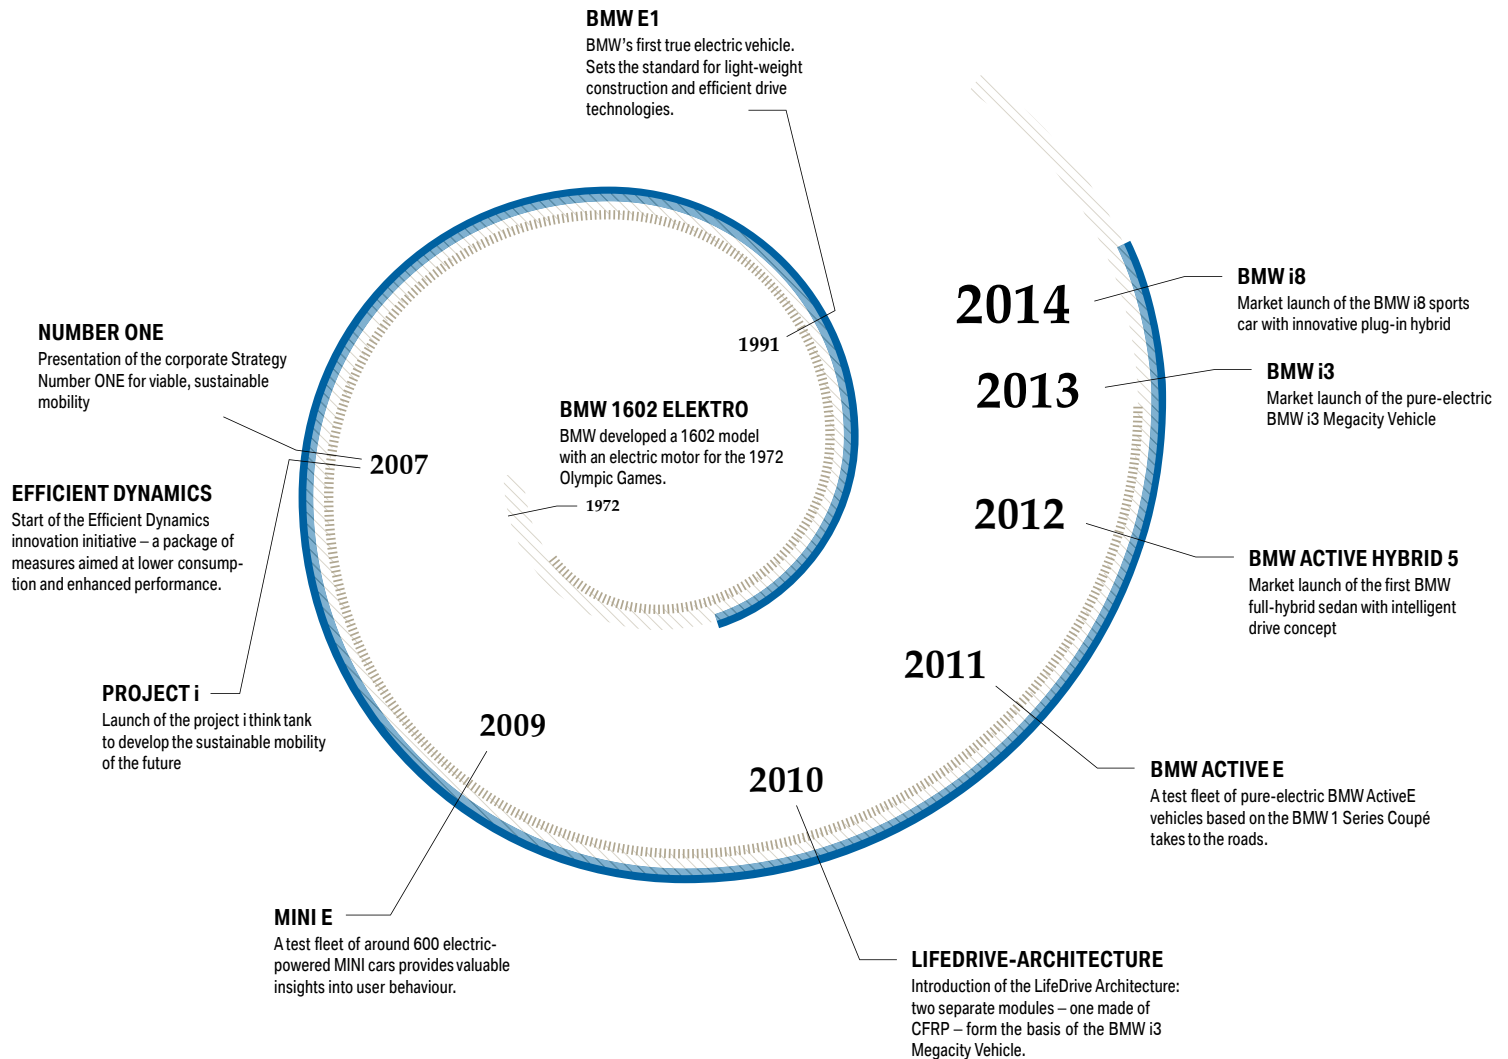 BMW E1
BMW's first true electric vehicle.
Sets the standard for light-weight
construction and efficient drive
technologies.
1991
BMW 1602 ELEKTRO
BMW developed a 1602 model
with an electric motor for the 1972
Olympic Games.
1972
NUMBER ONE
Presentation of the corporate Strategy
Number ONE for viable, sustainable
mobility
2007
EFFICIENT DYNAMICS
Start of the Efficient Dynamics
innovation initiative – a package of
measures aimed at lower consump-
tion and enhanced performance.
PROJECT i
Launch of the project i think tank
to develop the sustainable mobility
of the future
2009
MINI E
A test fleet of around 600 electric-
powered MINI cars provides valuable
insights into user behaviour.
2010
LIFEDRIVE-ARCHITECTURE
Introduction of the LifeDrive Architecture:
two separate modules – one made of
CFRP – form the basis of the BMW i3
Megacity Vehicle.
2011
BMW ACTIVE E
A test fleet of pure-electric BMW ActiveE
vehicles based on the BMW 1 Series Coupé
takes to the roads.
2012
BMW ACTIVE HYBRID 5
Market launch of the first BMW
full-hybrid sedan with intelligent
drive concept
2013
BMW i3
Market launch of the pure-electric
BMW i3 Megacity Vehicle
2014
BMW i8
Market launch of the BMW i8 sports
car with innovative plug-in hybrid